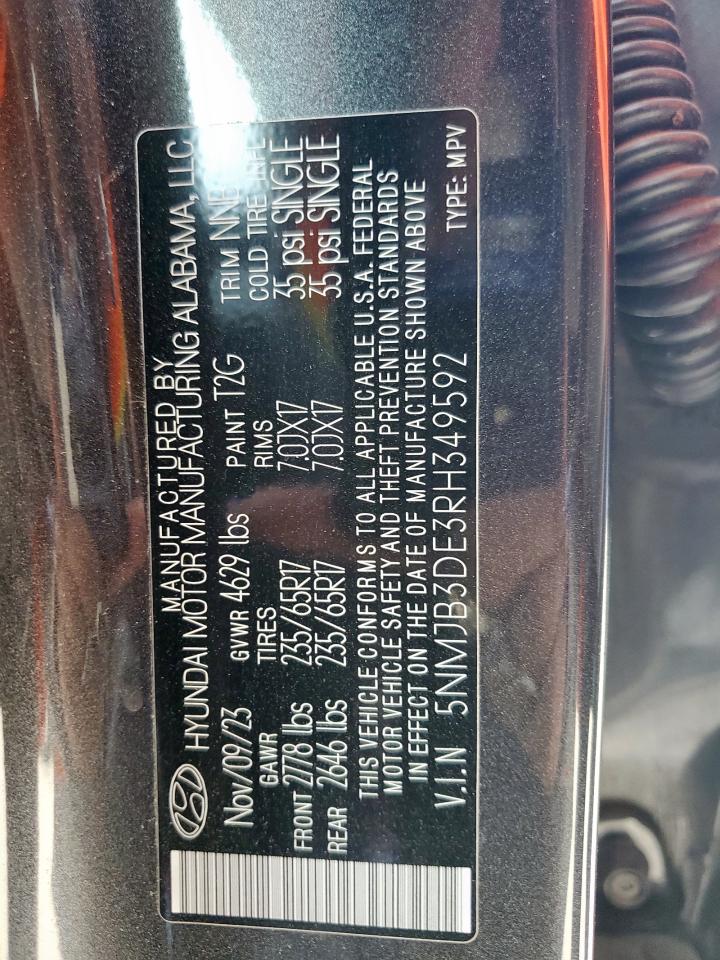 MANUFACTURED BY
HYUNDAI MOTOR MANUFACTURING ALABAMA, LLC
Nov/09/23 GVWR 4629 lbs PAINT T2G TRIM NNB
GAWR TIRES RIMS COLD TIRE
FRONT 2778 lbs 235/65R17 7.0JX17 35 psi SINGLE
REAR 2646 lbs 235/65R17 7.0JX17 35 psi SINGLE
THIS VEHICLE CONFORMS TO ALL APPLICABLE U.S.A. FEDERAL
MOTOR VEHICLE SAFETY AND THEFT PREVENTION STANDARDS
IN EFFECT ON THE DATE OF MANUFACTURE SHOWN ABOVE
V.I.N 5NMJB3DE3RH349592 TYPE: MPV